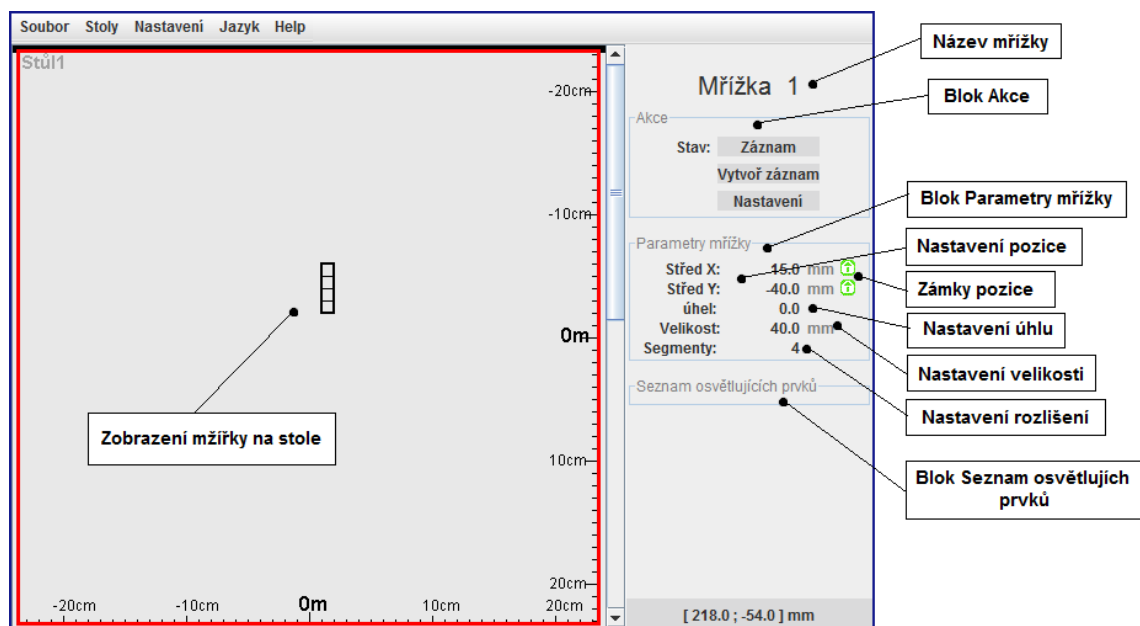 Soubor Stoly Nastavení Jazyk Help
Stůl1
-20cm
-10cm
0m
10cm
20cm
-20cm -10cm 0m 10cm 20cm
Zobrazení mžířky na stole
Mřížka 1
Akce
Stav: Záznam
Vytvoř záznam
Nastavení
Parametry mřížky
Střed X: 15.0 mm
Střed Y: -40.0 mm
úhel: 0.0
Velikost: 40.0 mm
Segmenty: 4
Seznam osvětlujících prvků
[ 218.0 ; -54.0 ] mm
Název mřížky
Blok Akce
Blok Parametry mřížky
Nastavení pozice
Zámky pozice
Nastavení úhlu
Nastavení velikosti
Nastavení rozlišení
Blok Seznam osvětlujích
prvků